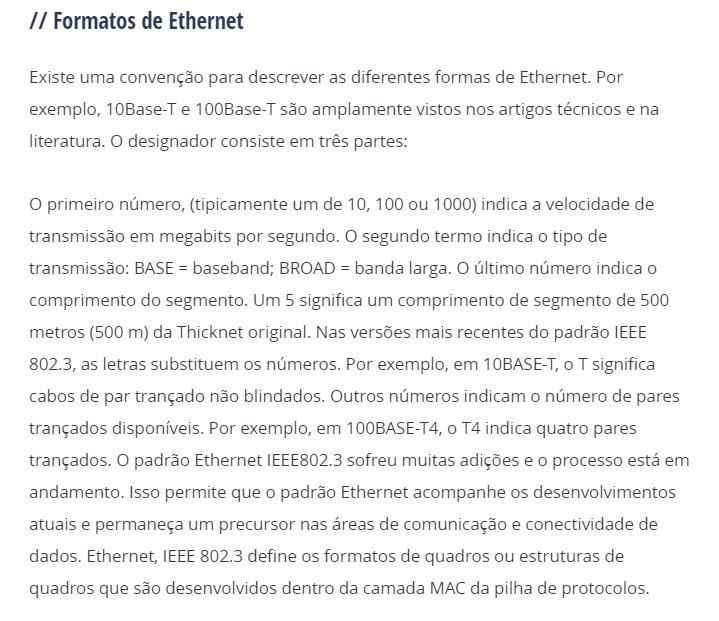 // Formatos de Ethernet
Existe uma convenção para descrever as diferentes formas de Ethernet. Por
exemplo, 10Base-T e 100Base-T são amplamente vistos nos artigos técnicos e na
literatura. O designador consiste em três partes:
O primeiro número, (tipicamente um de 10, 100 ou 1000) indica a velocidade de
transmissão em megabits por segundo. O segundo termo indica o tipo de
transmissão: BASE = baseband; BROAD = banda larga. O último número indica o
comprimento do segmento. Um 5 significa um comprimento de segmento de 500
metros (500 m) da Thicknet original. Nas versões mais recentes do padrão IEEE
802.3, as letras substituem os números. Por exemplo, em 10BASE-T, o T significa
cabos de par trançado não blindados. Outros números indicam o número de pares
trançados disponíveis. Por exemplo, em 100BASE-T4, o T4 indica quatro pares
trançados. O padrão Ethernet IEEE802.3 sofreu muitas adições e o processo está em
andamento. Isso permite que o padrão Ethernet acompanhe os desenvolvimentos
atuais e permaneça um precursor nas áreas de comunicação e conectividade de
dados. Ethernet, IEEE 802.3 define os formatos de quadros ou estruturas de
quadros que são desenvolvidos dentro da camada MAC da pilha de protocolos.